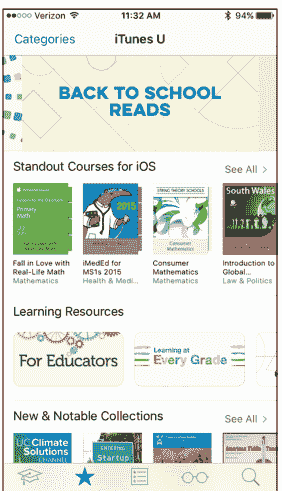 Verizon 11:32 AM 94%
Categories iTunes U
BACK TO SCHOOL
READS
Standout Courses for iOS See All >
Primary
Math
2015
STRING THEORY SCHOOLS
Consumer
Mathematics
South Wales
Fall in Love with
Real-Life Math
Mathematics
iMedEd for
MS1s 2015
Health & Medi...
Consumer
Mathematics
Mathematics
Introduction to
Global...
Law & Politics
Learning Resources
For Educators
Learning at
Every Grade
New & Notable Collections See All >
UC Climate
Solutions
CHANNEL
ENTERING
Startup